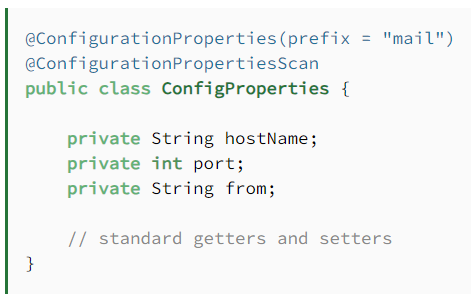 @ConfigurationProperties(prefix = "mail")
@ConfigurationPropertiesScan
public class ConfigProperties {
private String hostName;
private int port;
private String from;
// standard getters and setters
}